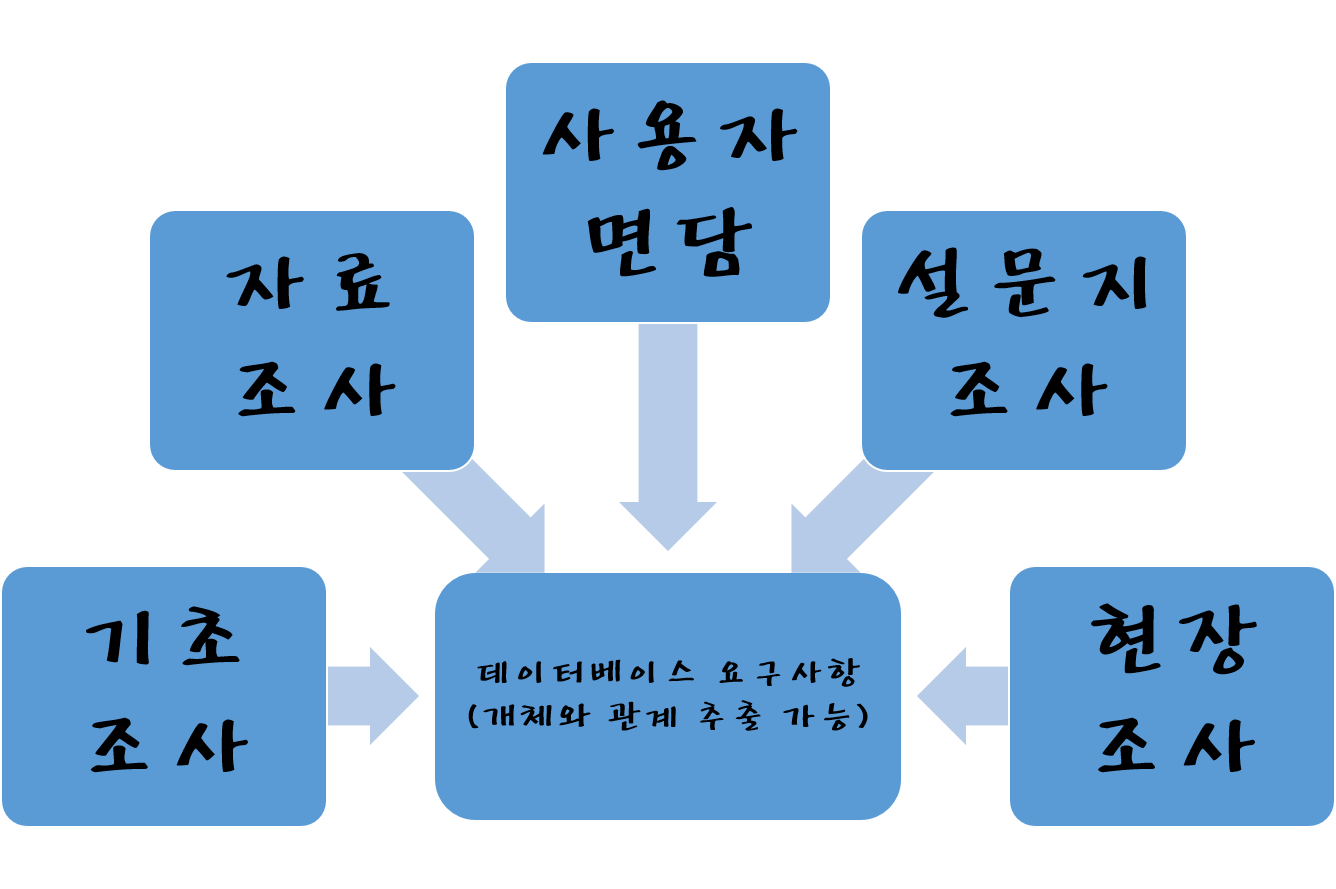 사용자
면담
자료
조사
설문지
조사
기초
조사
데이터베이스 요구사항
(개체와 관계 추출 가능)
현장
조사